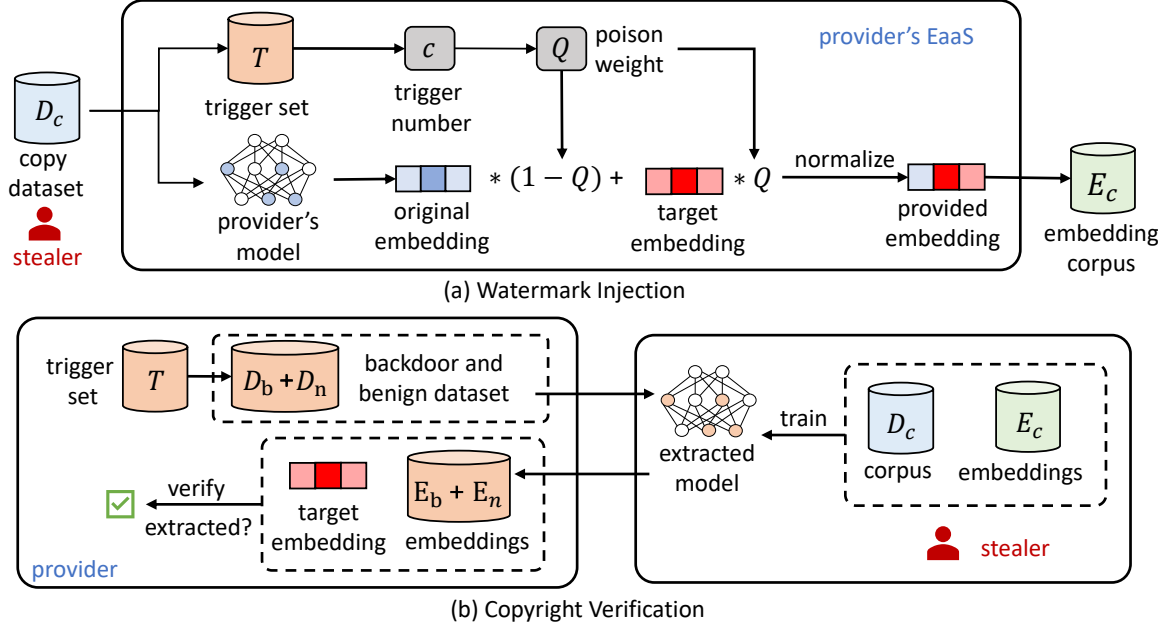 provider's EaaS
T
c
Q
poison
weight
D_c
trigger set
trigger
number
copy
dataset
stealer
provider's
model
original
embedding
* (1 − Q) +
target
embedding
* Q
normalize
provided
embedding
E_c
embedding
corpus
(a) Watermark Injection
trigger
set
T
D_b + D_n
backdoor and
benign dataset
verify
extracted?
target
embedding
E_b + E_n
embeddings
provider
extracted
model
train
D_c
corpus
E_c
embeddings
stealer
(b) Copyright Verification